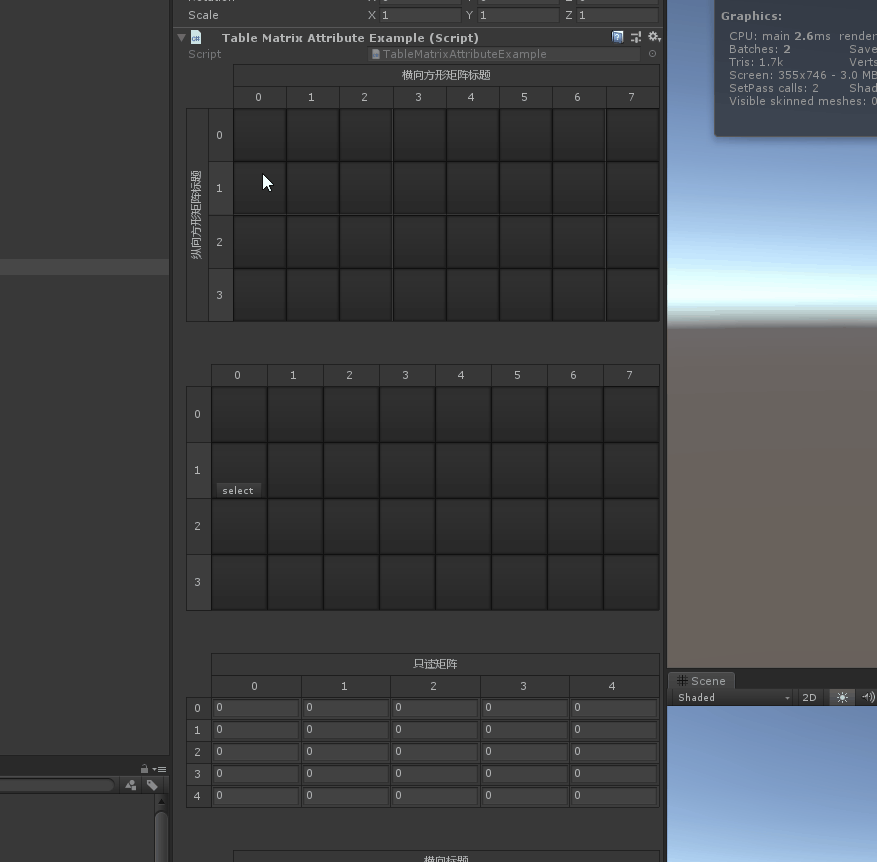 Scale X 1 Y 1 Z 1
Table Matrix Attribute Example (Script)
Script TableMatrixAttributeExample
横向方形矩阵标题
0 1 2 3 4 5 6 7
纵向方形矩阵标题
0
1
2
3
0 1 2 3 4 5 6 7
0
1
select
2
3
只读矩阵
0 1 2 3 4
0 0 0 0 0 0
1 0 0 0 0 0
2 0 0 0 0 0
3 0 0 0 0 0
4 0 0 0 0 0
横向标题
Graphics:
CPU: main 2.6ms render
Batches: 2 Save
Tris: 1.7k Verts
Screen: 355x746 - 3.0 MB
SetPass calls: 2 Shad
Visible skinned meshes: 0
Scene
Shaded 2D